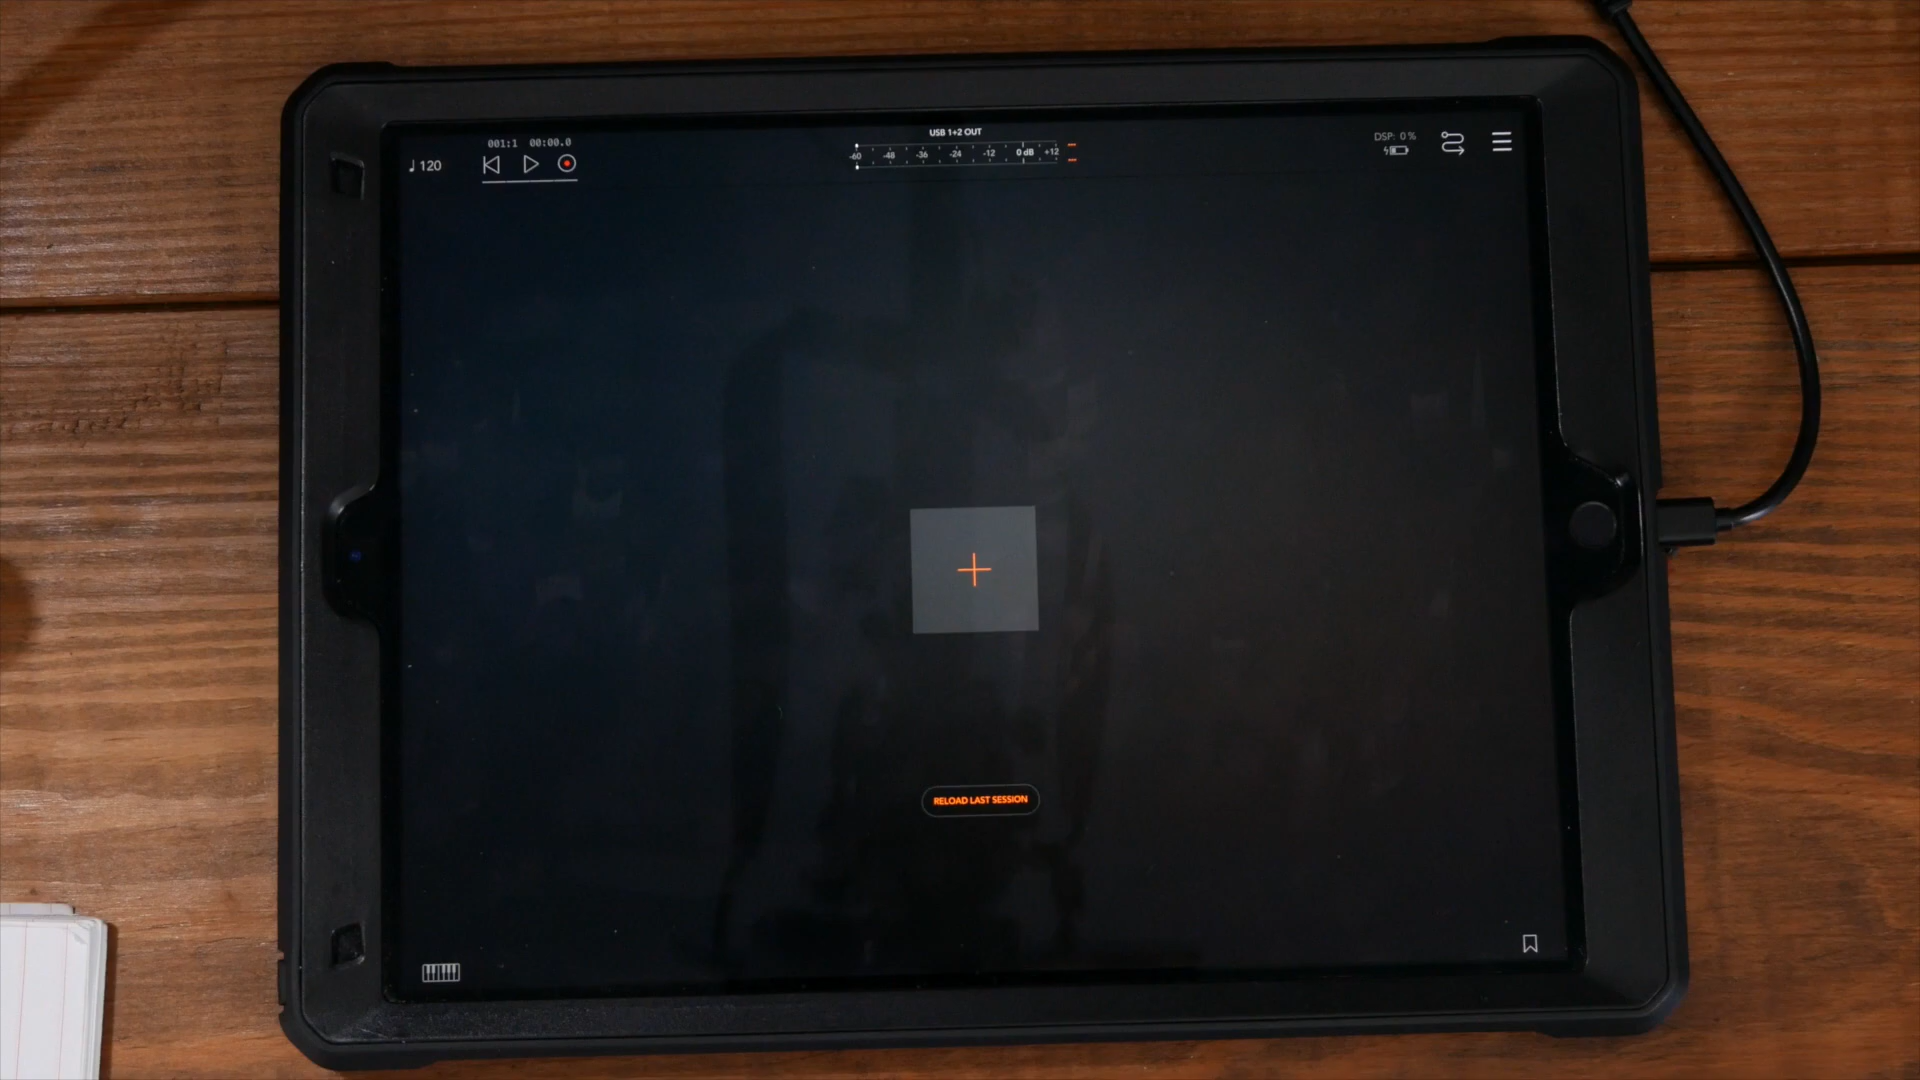 ♩ 120
001:1 00:00.0
USB 1+2 OUT
-60 -48 -36 -24 -12 0 dB +12
DSP: 0 %
RELOAD LAST SESSION